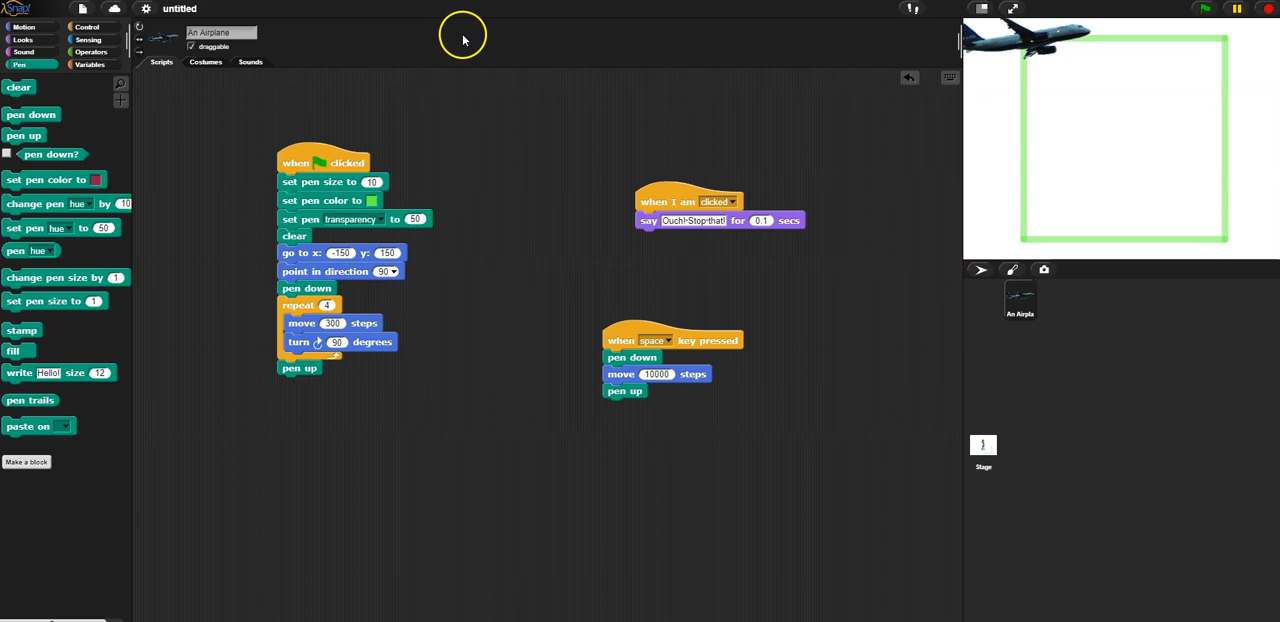 Snap!
untitled
Motion
Control
Looks
Sensing
Sound
Operators
Pen
Variables
An Airplane
draggable
Scripts
Costumes
Sounds
clear
pen down
pen up
pen down?
set pen color to
change pen hue by 10
set pen hue to 50
pen hue
change pen size by 1
set pen size to 1
stamp
fill
write Hello! size 12
pen trails
paste on
Make a block
when clicked
set pen size to 10
set pen color to
set pen transparency to 50
clear
go to x: -150 y: 150
point in direction 90
pen down
repeat 4
move 300 steps
turn 90 degrees
pen up
when I am clicked
say Ouch!·Stop·that! for 0.1 secs
when space key pressed
pen down
move 10000 steps
pen up
An Airpla
Stage